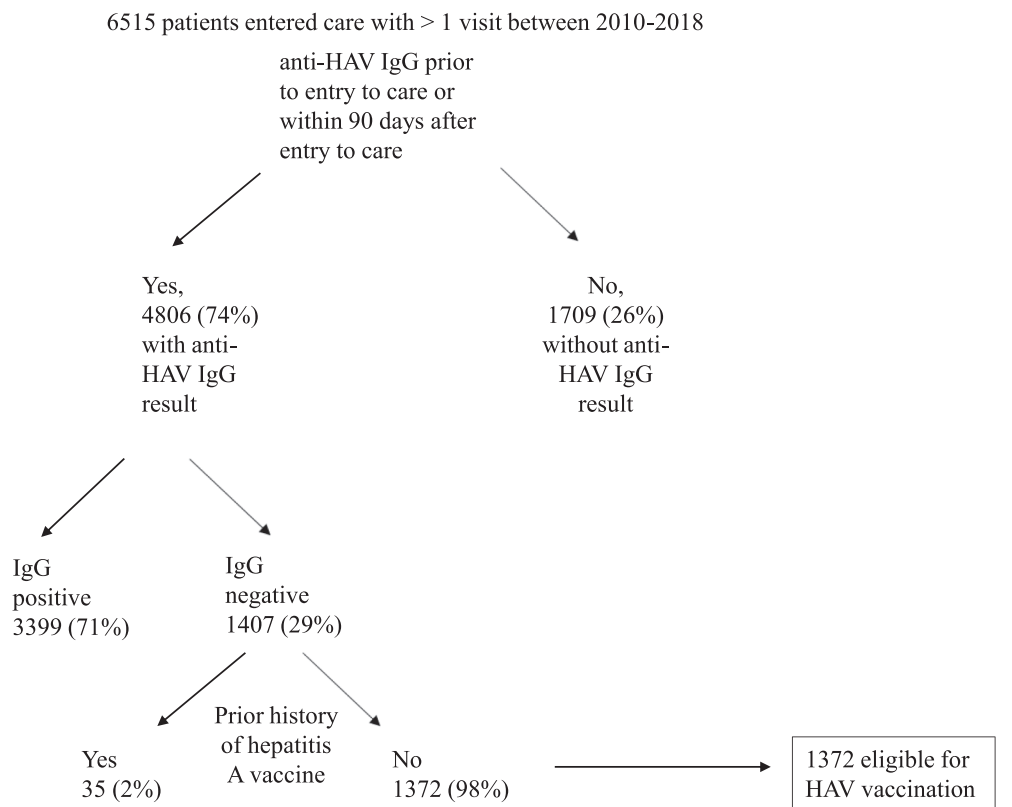 6515 patients entered care with > 1 visit between 2010-2018
anti-HAV IgG prior
to entry to care or
within 90 days after
entry to care
Yes,
4806 (74%)
with anti-
HAV IgG
result
No,
1709 (26%)
without anti-
HAV IgG
result
IgG
positive
3399 (71%)
IgG
negative
1407 (29%)
Prior history
of hepatitis
A vaccine
Yes
35 (2%)
No
1372 (98%)
1372 eligible for
HAV vaccination